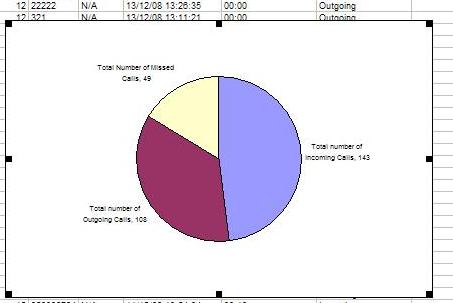 12 22222 N/A 13/12/08 13:26:35 00:00 Outgoing
12 321 N/A 13/12/08 13:11:21 00:00 Outgoing
Total Number of Missed
Calls, 49
Total number of
Incoming Calls, 143
Total number of
Outgoing Calls, 108